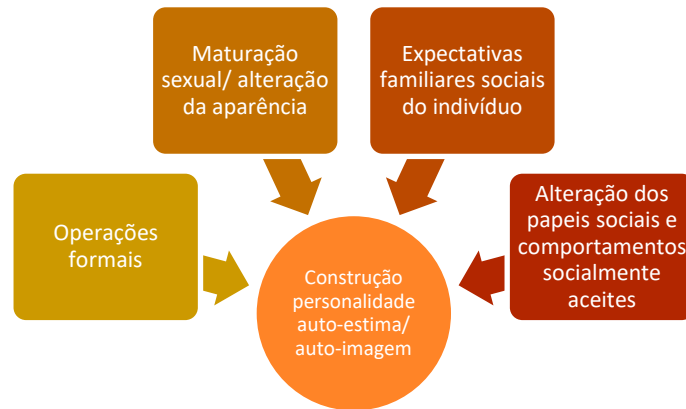 Maturação
sexual/ alteração
da aparência
Expectativas
familiares sociais
do indivíduo
Operações
formais
Alteração dos
papeis sociais e
comportamentos
socialmente
aceites
Construção
personalidade
auto-estima/
auto-imagem